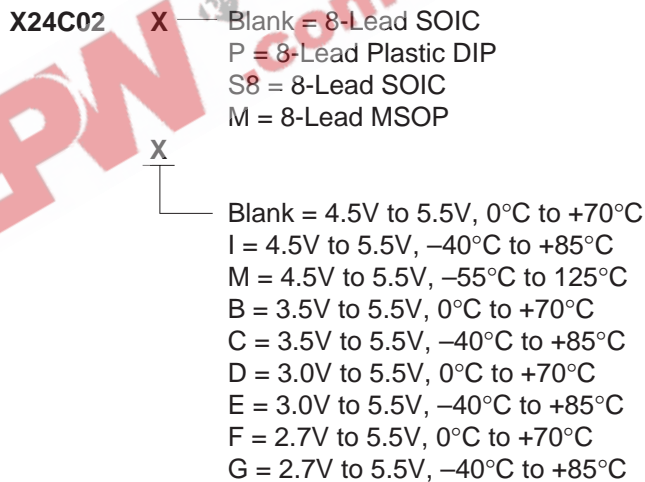 X24C02 X Blank = 8-Lead SOIC
P = 8-Lead Plastic DIP
S8 = 8-Lead SOIC
M = 8-Lead MSOP
X
Blank = 4.5V to 5.5V, 0°C to +70°C
I = 4.5V to 5.5V, –40°C to +85°C
M = 4.5V to 5.5V, –55°C to 125°C
B = 3.5V to 5.5V, 0°C to +70°C
C = 3.5V to 5.5V, –40°C to +85°C
D = 3.0V to 5.5V, 0°C to +70°C
E = 3.0V to 5.5V, –40°C to +85°C
F = 2.7V to 5.5V, 0°C to +70°C
G = 2.7V to 5.5V, –40°C to +85°C